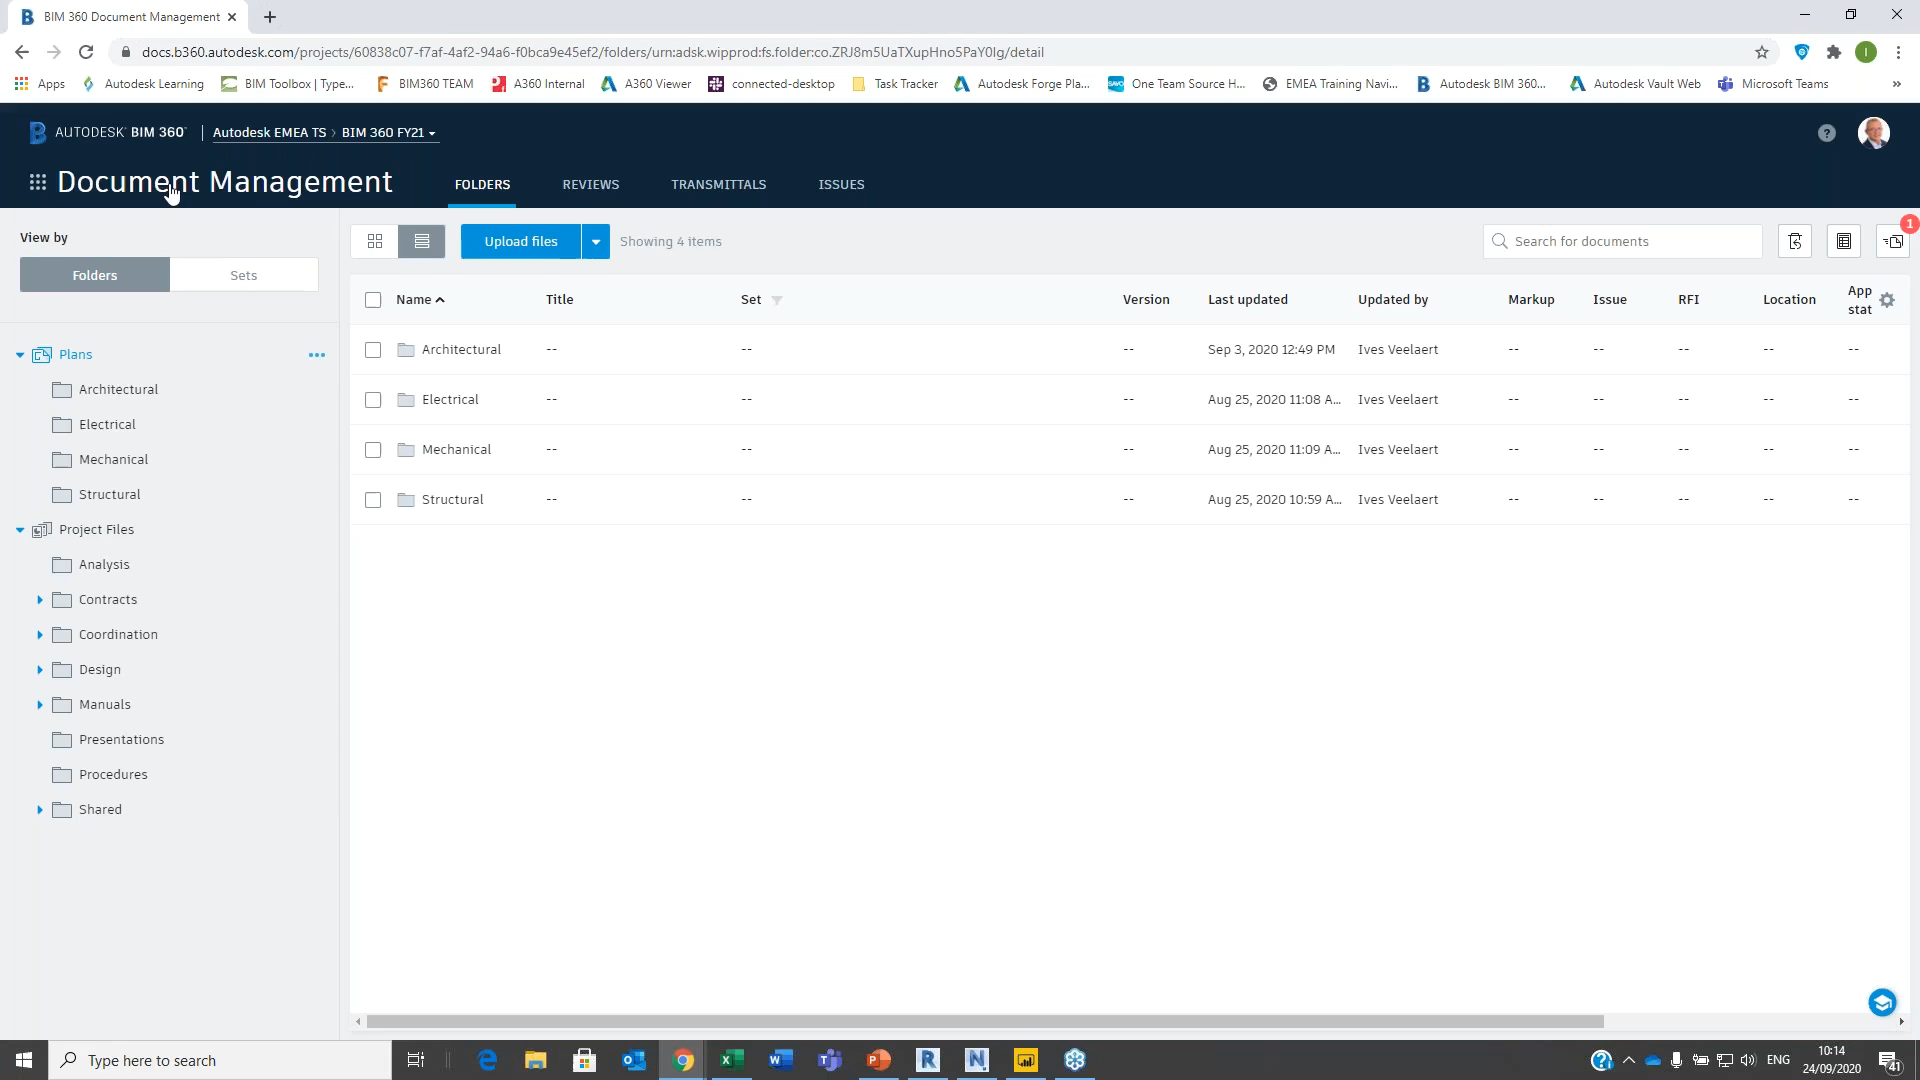 BIM 360 Document Management
docs.b360.autodesk.com/projects/60838c07-f7af-4af2-94a6-f0bca9e45ef2/folders/urn:adsk.wipprod:fs.folder:co.ZRJ8m5UaTXupHno5PaY0lg/detail
I
Apps Autodesk Learning BIM Toolbox | Type... BIM360 TEAM A360 Internal A360 Viewer connected-desktop Task Tracker Autodesk Forge Pla... One Team Source H... EMEA Training Navi... Autodesk BIM 360... Autodesk Vault Web Microsoft Teams »
AUTODESK® BIM 360™ Autodesk EMEA TS > BIM 360 FY21 ?
Document Management FOLDERS REVIEWS TRANSMITTALS ISSUES
View by
Folders Sets
Upload files Showing 4 items Search for documents 1
Name Title Set Version Last updated Updated by Markup Issue RFI Location App
stat
Architectural -- -- -- Sep 3, 2020 12:49 PM Ives Veelaert -- -- -- -- --
Electrical -- -- -- Aug 25, 2020 11:08 A... Ives Veelaert -- -- -- -- --
Mechanical -- -- -- Aug 25, 2020 11:09 A... Ives Veelaert -- -- -- -- --
Structural -- -- -- Aug 25, 2020 10:59 A... Ives Veelaert -- -- -- -- --
Plans
Architectural
Electrical
Mechanical
Structural
Project Files
Analysis
Contracts
Coordination
Design
Manuals
Presentations
Procedures
Shared
Type here to search
ENG
10:14
24/09/2020
41